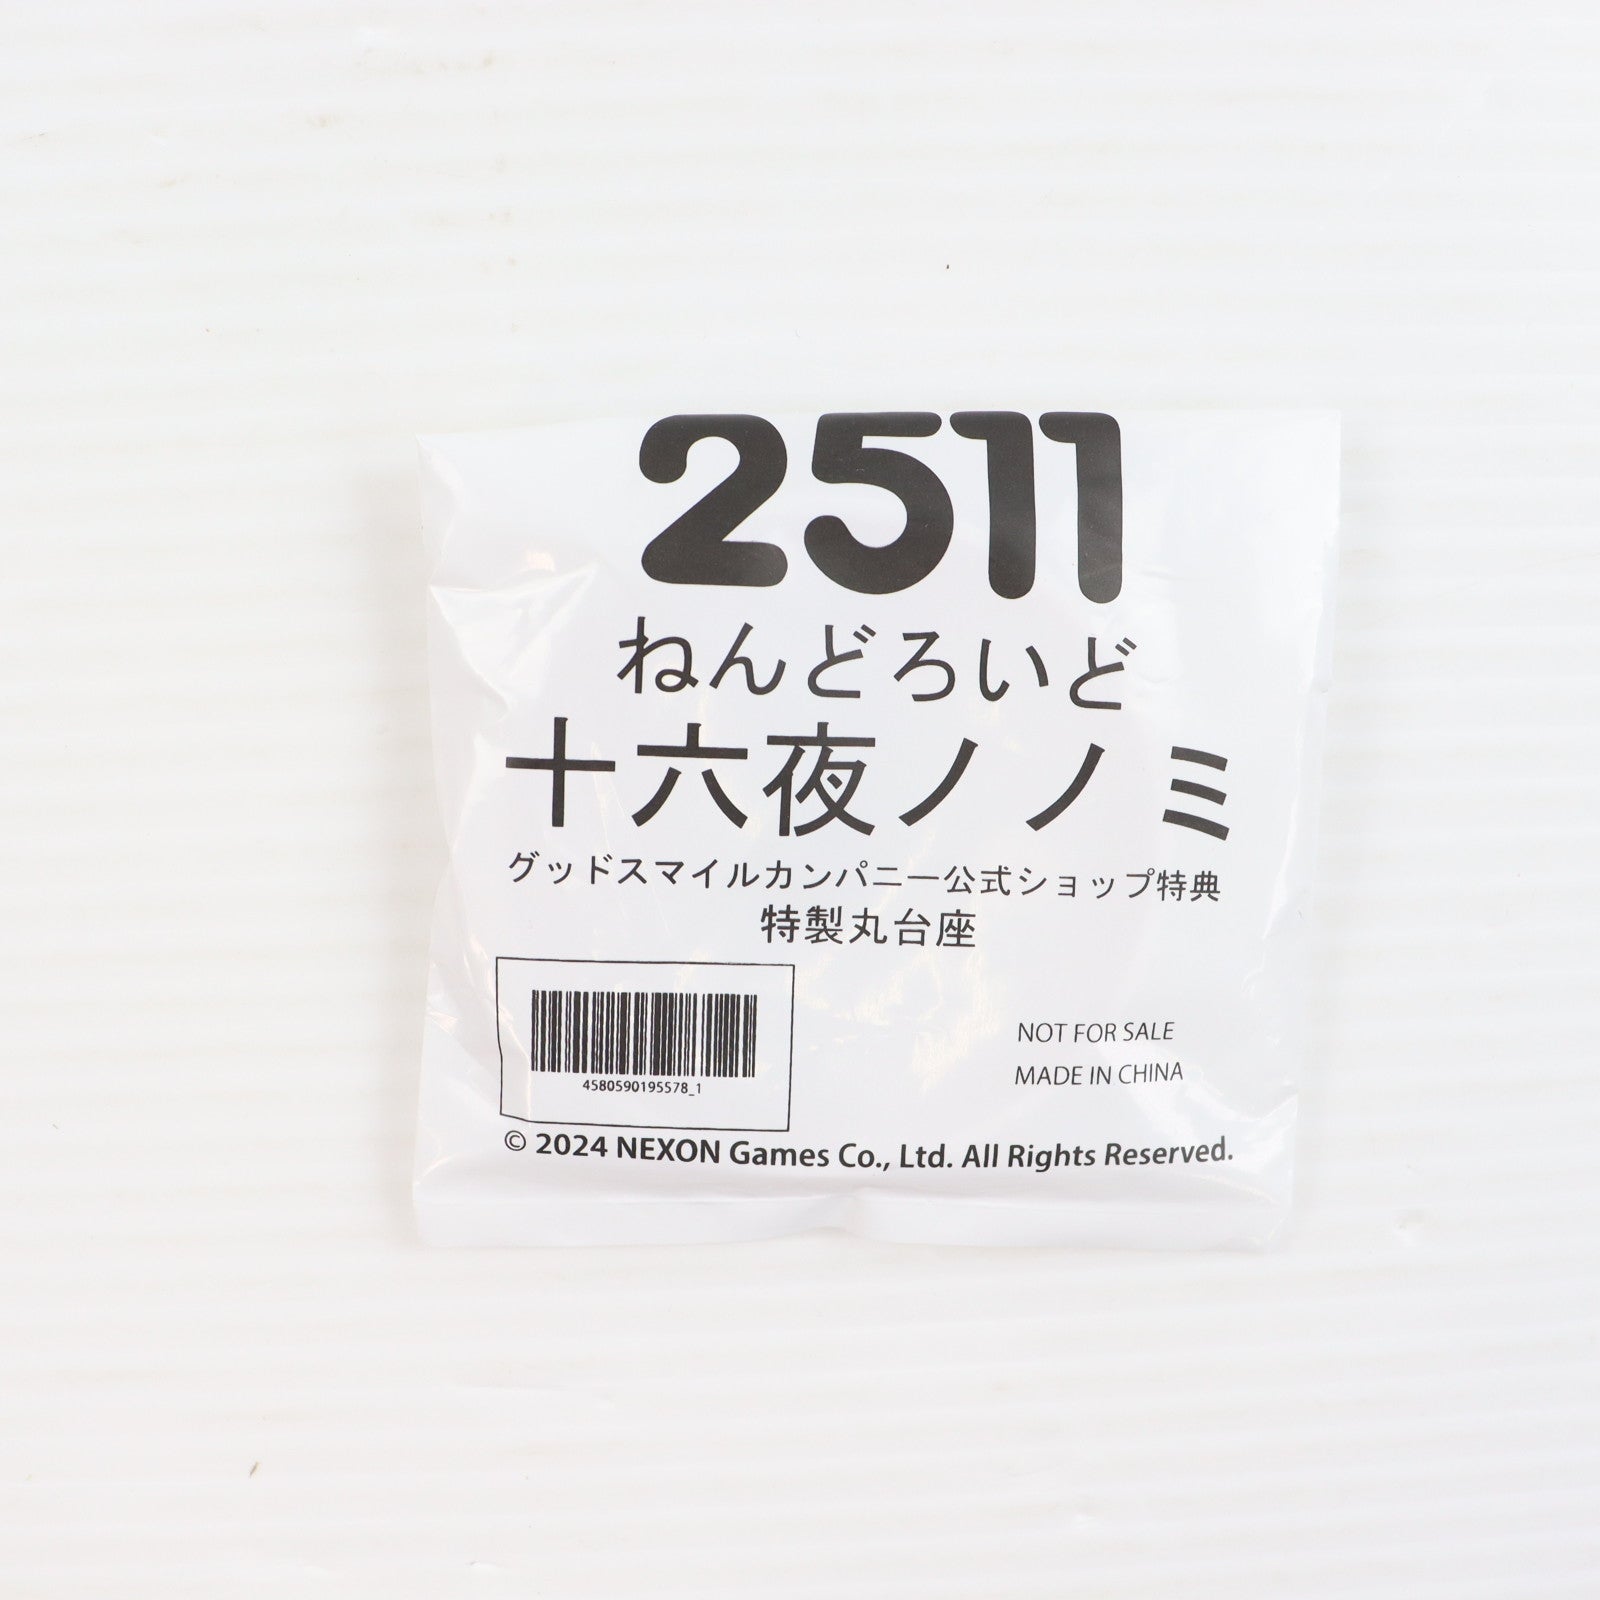 2511
ねんどろいど
十六夜ノノミ
グッドスマイルカンパニー公式ショップ特典
特製丸台座
4580590195578_1
NOT FOR SALE
MADE IN CHINA
© 2024 NEXON Games Co., Ltd. All Rights Reserved.